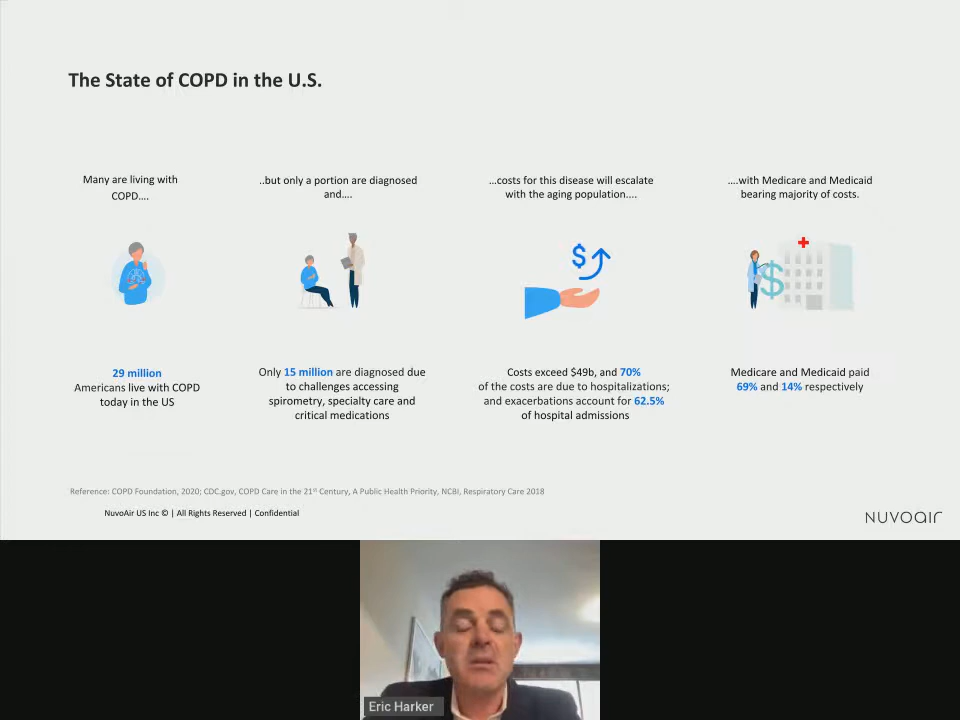 The State of COPD in the U.S.
Many are living with
COPD....
..but only a portion are diagnosed
and....
...costs for this disease will escalate
with the aging population....
....with Medicare and Medicaid
bearing majority of costs.
29 million
Americans live with COPD
today in the US
Only 15 million are diagnosed due
to challenges accessing
spirometry, specialty care and
critical medications
Costs exceed $49b, and 70%
of the costs are due to hospitalizations;
and exacerbations account for 62.5%
of hospital admissions
Medicare and Medicaid paid
69% and 14% respectively
Reference: COPD Foundation, 2020; CDC.gov, COPD Care in the 21st Century, A Public Health Priority, NCBI, Respiratory Care 2018
NuvoAir US Inc © | All Rights Reserved | Confidential
NUVOAIR
Eric Harker